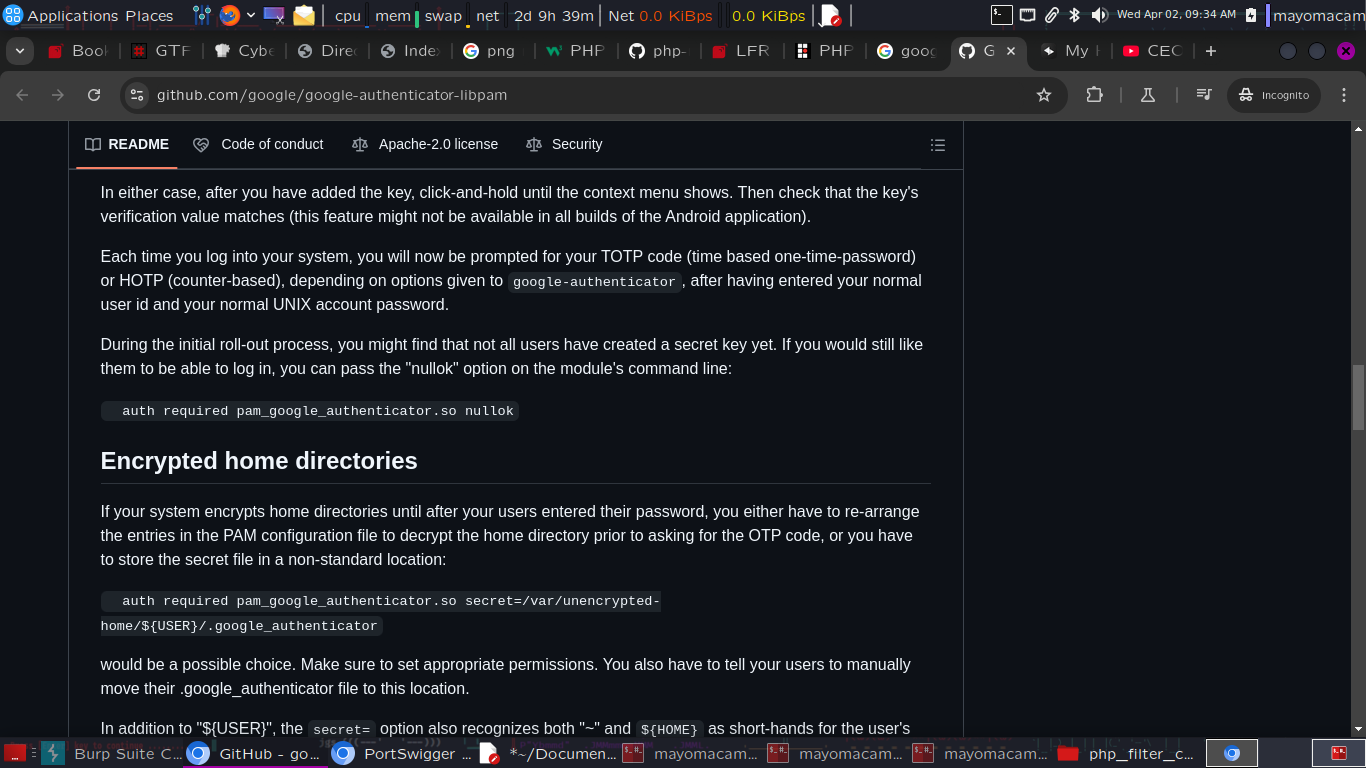 Applications Places cpu mem swap net 2d 9h 39m Net 0.0 KiBps 0.0 KiBps Wed Apr 02, 09:34 AM mayomacam
Book GTF Cybe Dire Inde png PHP php- LFR PHP goog G My CEC
github.com/google/google-authenticator-libpam Incognito
README Code of conduct Apache-2.0 license Security
In either case, after you have added the key, click-and-hold until the context menu shows. Then check that the key's
verification value matches (this feature might not be available in all builds of the Android application).
Each time you log into your system, you will now be prompted for your TOTP code (time based one-time-password)
or HOTP (counter-based), depending on options given to google-authenticator, after having entered your normal
user id and your normal UNIX account password.
During the initial roll-out process, you might find that not all users have created a secret key yet. If you would still like
them to be able to log in, you can pass the "nullok" option on the module's command line:
auth required pam_google_authenticator.so nullok
Encrypted home directories
If your system encrypts home directories until after your users entered their password, you either have to re-arrange
the entries in the PAM configuration file to decrypt the home directory prior to asking for the OTP code, or you have
to store the secret file in a non-standard location:
auth required pam_google_authenticator.so secret=/var/unencrypted-
home/${USER}/.google_authenticator
would be a possible choice. Make sure to set appropriate permissions. You also have to tell your users to manually
move their .google_authenticator file to this location.
In addition to "${USER}", the secret= option also recognizes both "~" and ${HOME} as short-hands for the user's
Burp Suite C... GitHub - go... PortSwigger ... *~/Documen... mayomacam... mayomacam... mayomacam... php_filter_c...